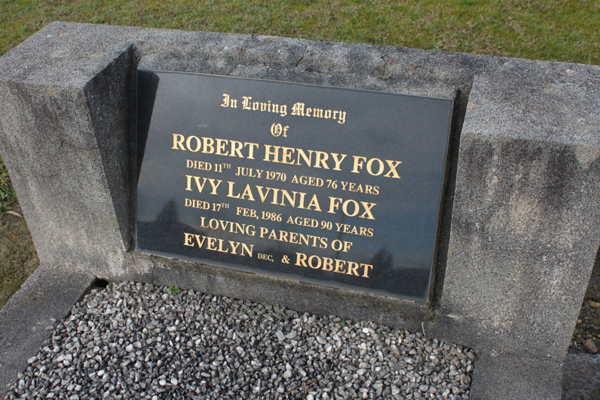 In Loving Memory
Of
ROBERT HENRY FOX
DIED 11TH JULY 1970 AGED 76 YEARS
IVY LAVINIA FOX
DIED 17TH FEB, 1986 AGED 90 YEARS
LOVING PARENTS OF
EVELYN DEC, & ROBERT